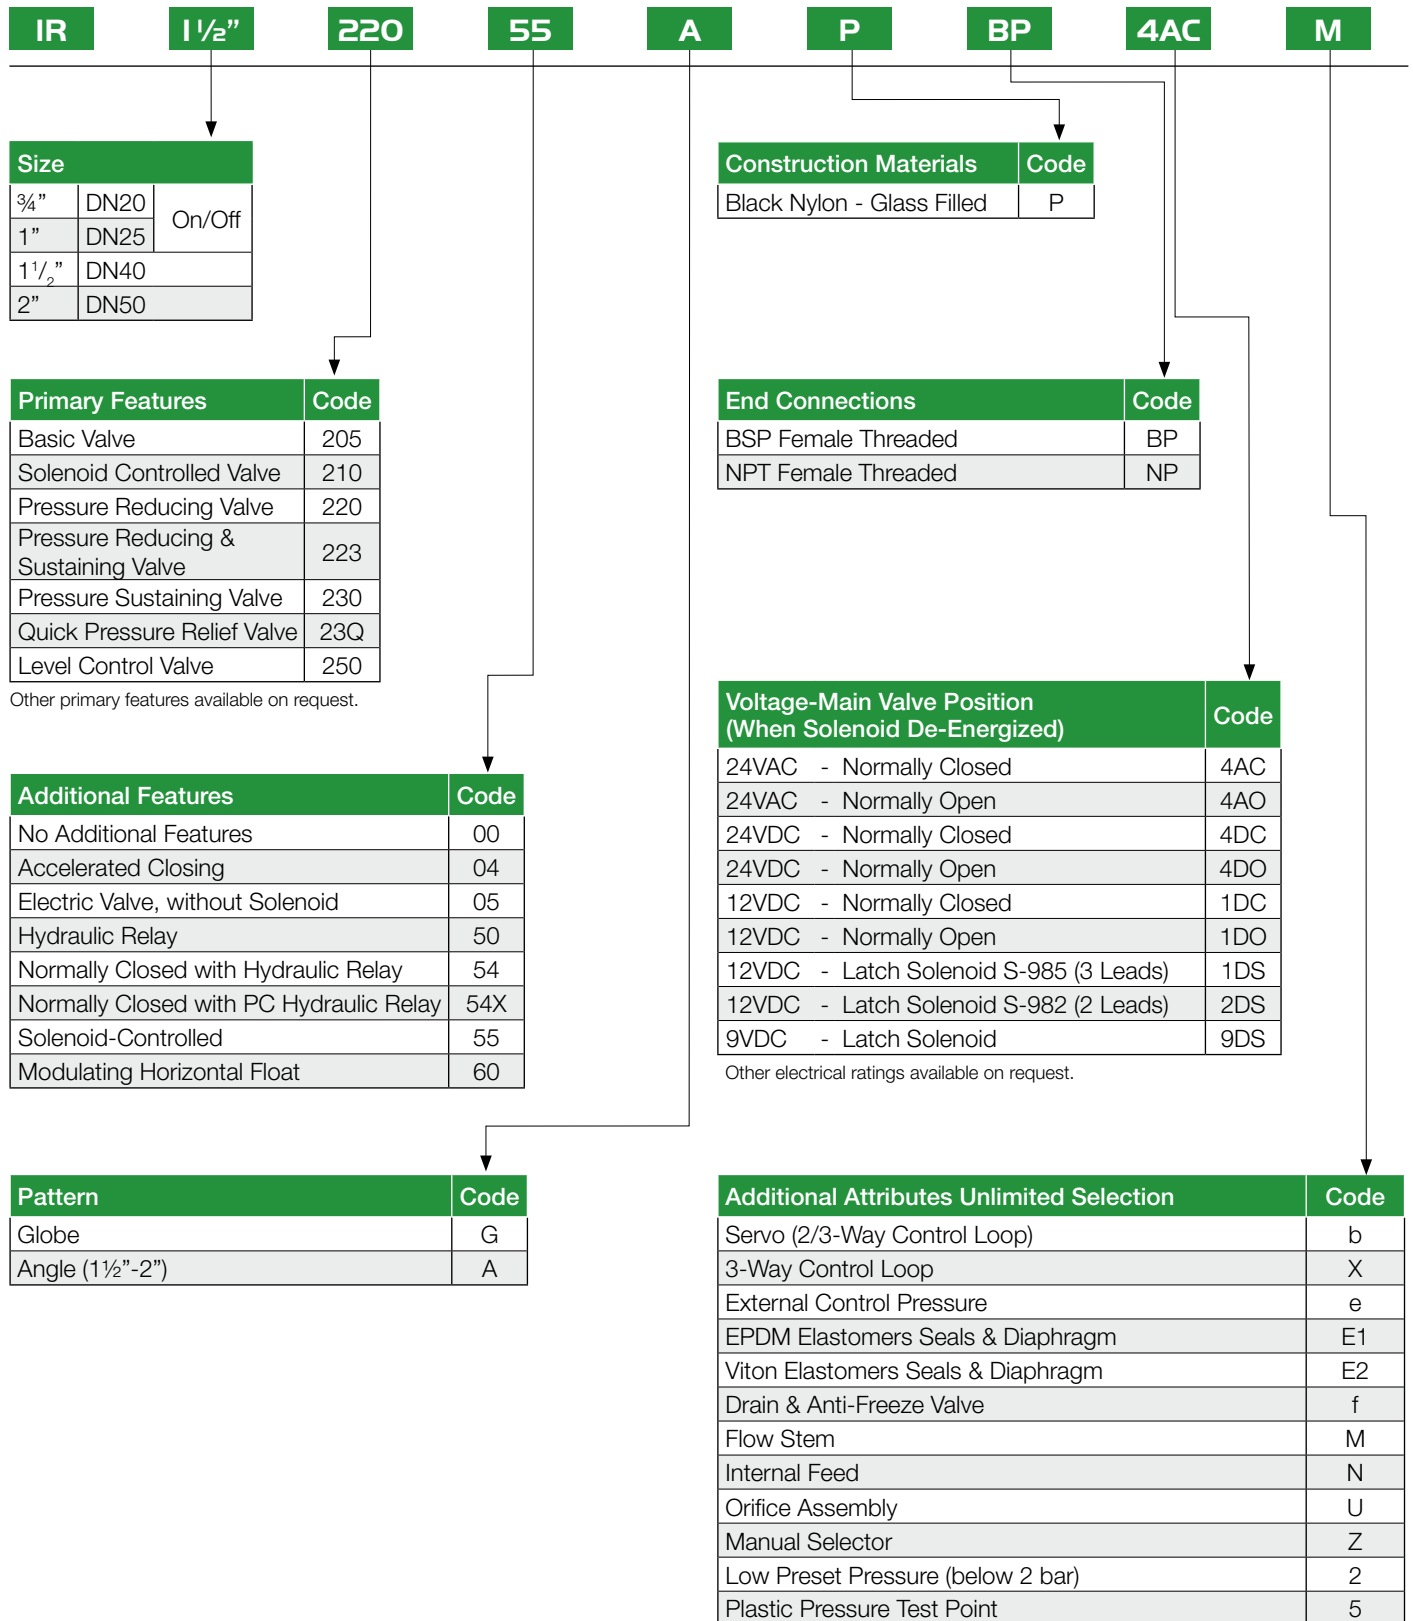 IR 1½” 220 55 A P BP 4AC M
Size
¾” DN20 On/Off
1” DN25
1 1/2” DN40
2” DN50
Construction Materials Code
Black Nylon - Glass Filled P
Primary Features Code
Basic Valve 205
Solenoid Controlled Valve 210
Pressure Reducing Valve 220
Pressure Reducing &
Sustaining Valve 223
Pressure Sustaining Valve 230
Quick Pressure Relief Valve 23Q
Level Control Valve 250
Other primary features available on request.
End Connections Code
BSP Female Threaded BP
NPT Female Threaded NP
Additional Features Code
No Additional Features 00
Accelerated Closing 04
Electric Valve, without Solenoid 05
Hydraulic Relay 50
Normally Closed with Hydraulic Relay 54
Normally Closed with PC Hydraulic Relay 54X
Solenoid-Controlled 55
Modulating Horizontal Float 60
Voltage-Main Valve Position
(When Solenoid De-Energized) Code
24VAC - Normally Closed 4AC
24VAC - Normally Open 4AO
24VDC - Normally Closed 4DC
24VDC - Normally Open 4DO
12VDC - Normally Closed 1DC
12VDC - Normally Open 1DO
12VDC - Latch Solenoid S-985 (3 Leads) 1DS
12VDC - Latch Solenoid S-982 (2 Leads) 2DS
9VDC - Latch Solenoid 9DS
Other electrical ratings available on request.
Pattern Code
Globe G
Angle (1½”-2”) A
Additional Attributes Unlimited Selection Code
Servo (2/3-Way Control Loop) b
3-Way Control Loop X
External Control Pressure e
EPDM Elastomers Seals & Diaphragm E1
Viton Elastomers Seals & Diaphragm E2
Drain & Anti-Freeze Valve f
Flow Stem M
Internal Feed N
Orifice Assembly U
Manual Selector Z
Low Preset Pressure (below 2 bar) 2
Plastic Pressure Test Point 5